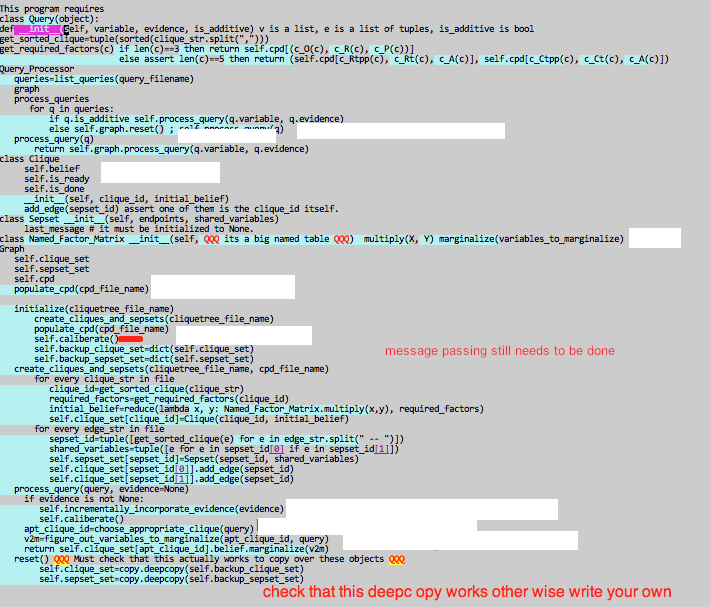 This program requires
class Query(object):
def __init__(self, variable, evidence, is_additive) v is a list, e is a list of tuples, is_additive is bool
get_sorted_clique=tuple(sorted(clique_str.split(",")))
get_required_factors(c) if len(c)==3 then return self.cpd[(c_O(c), c_R(c), c_P(c))]
else assert len(c)==5 then return (self.cpd[c_Rtpp(c), c_Rt(c), c_A(c)], self.cpd[c_Ctpp(c), c_Ct(c), c_A(c)])
Query_Processor
queries=list_queries(query_filename)
graph
process_queries
for q in queries:
if q.is_additive self.process_query(q.variable, q.evidence)
else self.graph.reset() ; self.process_query(q)
process_query(q)
return self.graph.process_query(q.variable, q.evidence)
class Clique
self.belief
self.is_ready
self.is_done
__init__(self, clique_id, initial_belief)
add_edge(sepset_id) assert one of them is the clique_id itself.
class Sepset __init__(self, endpoints, shared_variables)
last_message # it must be initialized to None.
class Named_Factor_Matrix __init__(self, QQQ its a big named table QQQ) multiply(X, Y) marginalize(variables_to_marginalize)
Graph
self.clique_set
self.sepset_set
self.cpd
populate_cpd(cpd_file_name)
initialize(cliquetree_file_name)
create_cliques_and_sepsets(cliquetree_file_name)
populate_cpd(cpd_file_name)
self.caliberate()
self.backup_clique_set=dict(self.clique_set)
self.backup_sepset_set=dict(self.sepset_set)
message passing still needs to be done
create_cliques_and_sepsets(cliquetree_file_name, cpd_file_name)
for every clique_str in file
clique_id=get_sorted_clique(clique_str)
required_factors=get_required_factors(clique_id)
initial_belief=reduce(lambda x, y: Named_Factor_Matrix.multiply(x,y), required_factors)
self.clique_set[clique_id]=Clique(clique_id, initial_belief)
for every edge_str in file
sepset_id=tuple([get_sorted_clique(e) for e in edge_str.split(" -- ")])
shared_variables=tuple([e for e in sepset_id[0] if e in sepset_id[1]])
self.sepset_set[sepset_id]=Sepset(sepset_id, shared_variables)
self.clique_set[sepset_id[0]].add_edge(sepset_id)
self.clique_set[sepset_id[1]].add_edge(sepset_id)
process_query(query, evidence=None)
if evidence is not None:
self.incrementally_incorporate_evidence(evidence)
self.caliberate()
apt_clique_id=choose_appropriate_clique(query)
v2m=figure_out_variables_to_marginalize(apt_clique_id, query)
return self.clique_set[apt_clique_id].belief.marginalize(v2m)
reset() QQQ Must check that this actually works to copy over these objects QQQ
self.clique_set=copy.deepcopy(self.backup_clique_set)
self.sepset_set=copy.deepcopy(self.backup_sepset_set)
check that this deepc opy works other wise write your own